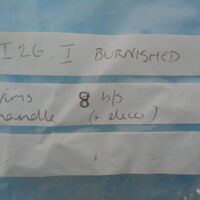 I 26. I BURNISHED
rims 8 b/s
handle (+ deco)